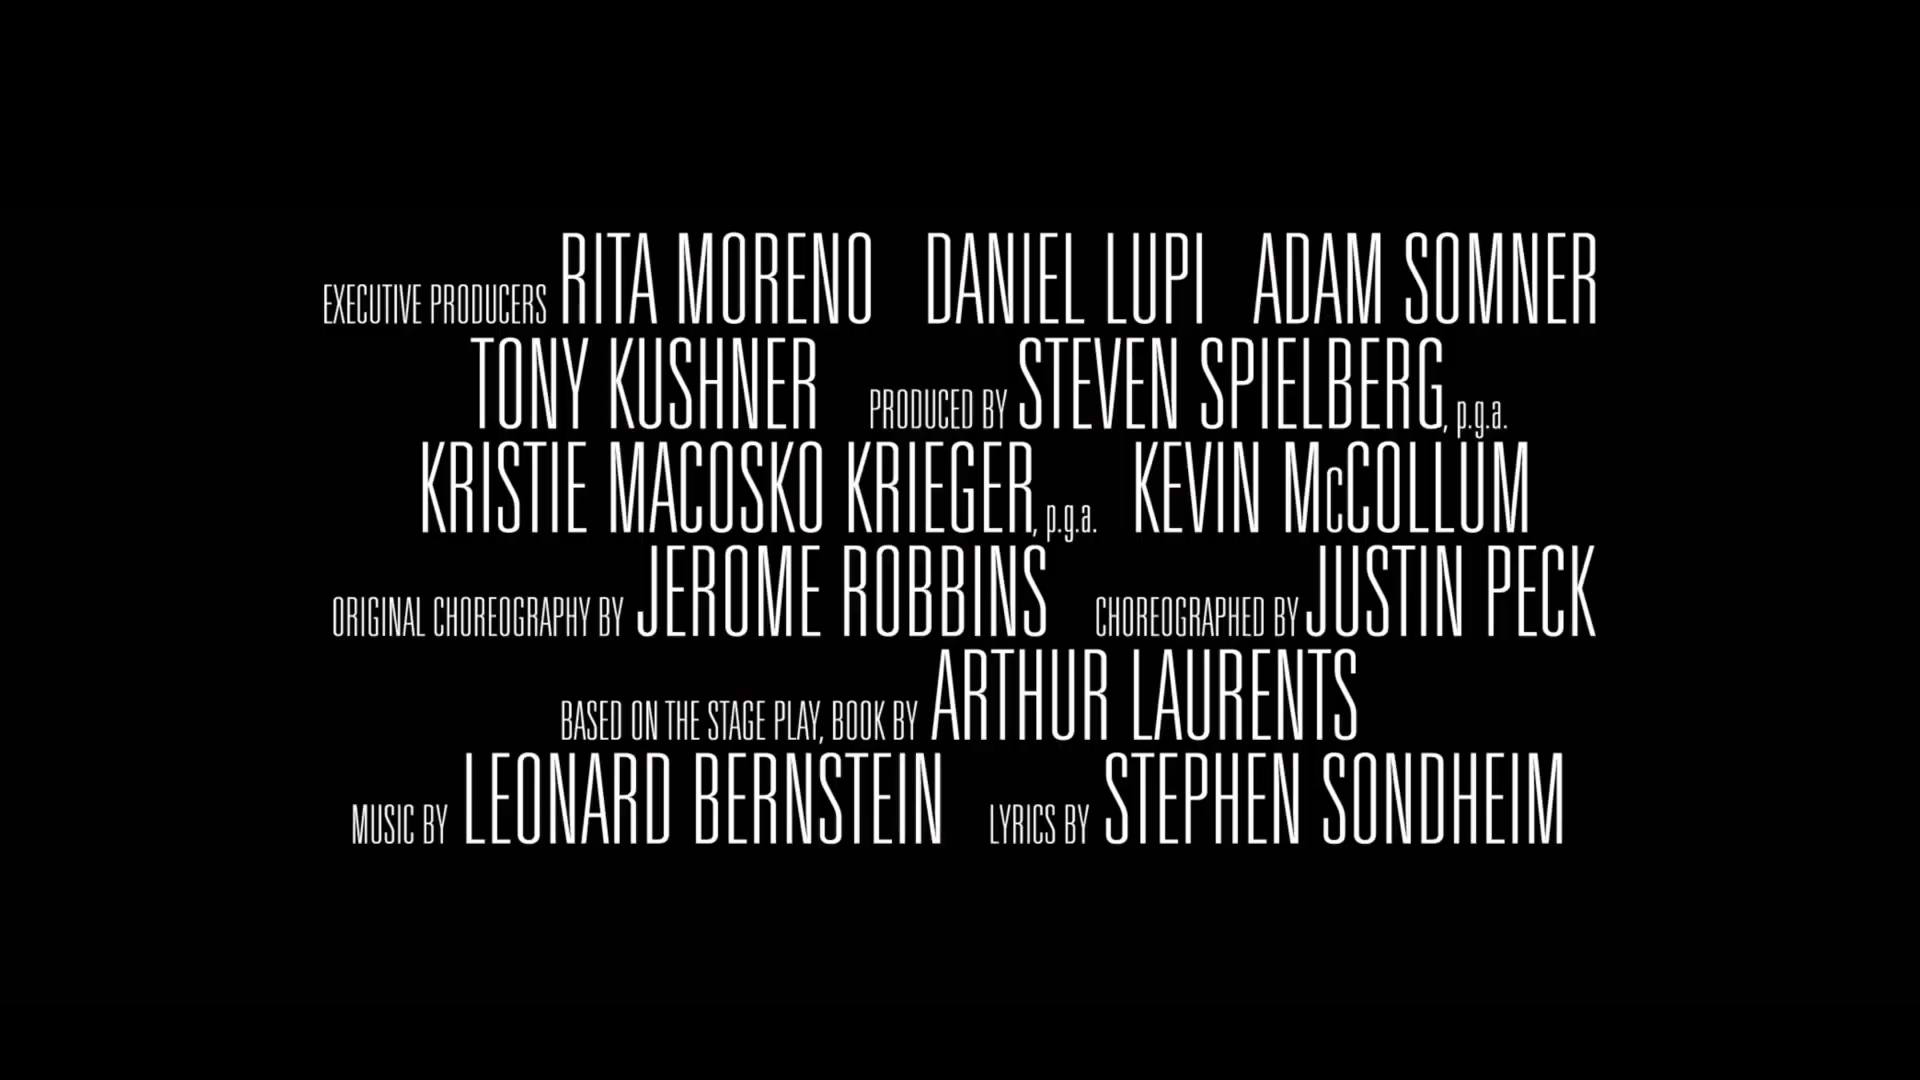 EXECUTIVE PRODUCERS RITA MORENO DANIEL LUPI ADAM SOMNER
TONY KUSHNER PRODUCED BY STEVEN SPIELBERG, p.g.a.
KRISTIE MACOSKO KRIEGER, p.g.a. KEVIN McCOLLUM
ORIGINAL CHOREOGRAPHY BY JEROME ROBBINS CHOREOGRAPHED BY JUSTIN PECK
BASED ON THE STAGE PLAY, BOOK BY ARTHUR LAURENTS
MUSIC BY LEONARD BERNSTEIN LYRICS BY STEPHEN SONDHEIM